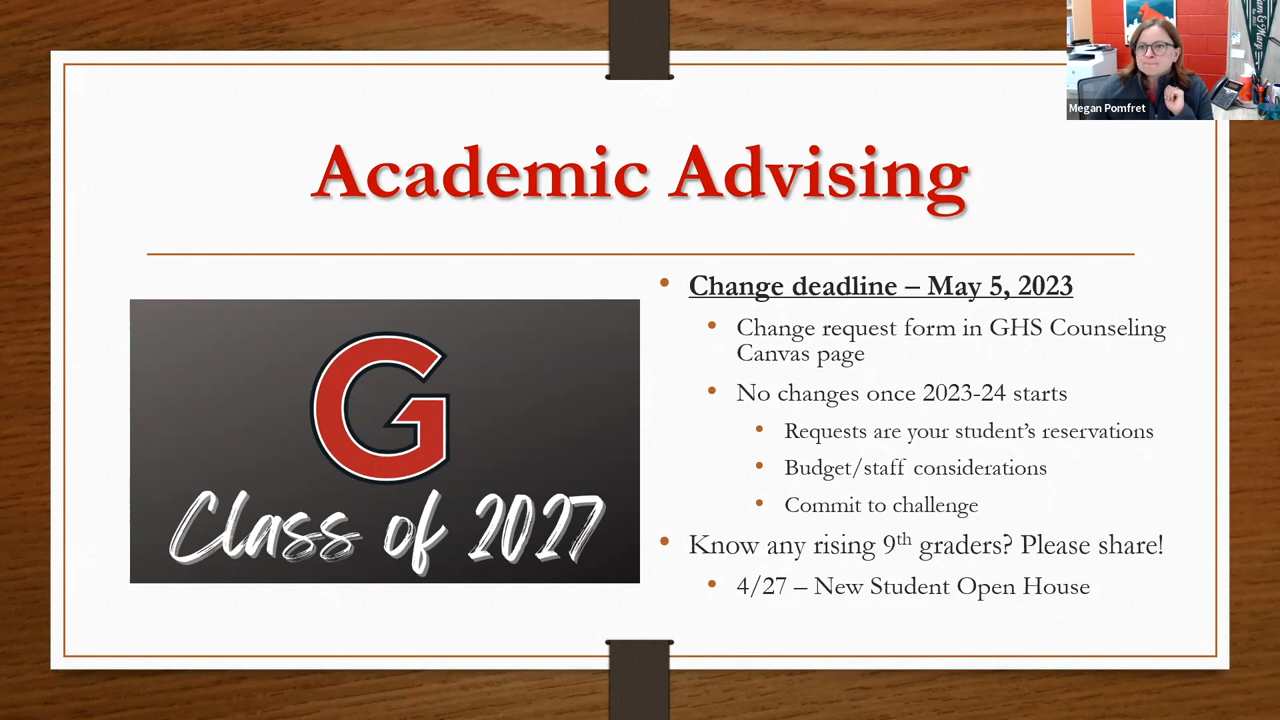 Megan Pomfret
Academic Advising
G
Class of 2027
• Change deadline – May 5, 2023
• Change request form in GHS Counseling
Canvas page
• No changes once 2023-24 starts
• Requests are your student’s reservations
• Budget/staff considerations
• Commit to challenge
• Know any rising 9th graders? Please share!
• 4/27 – New Student Open House